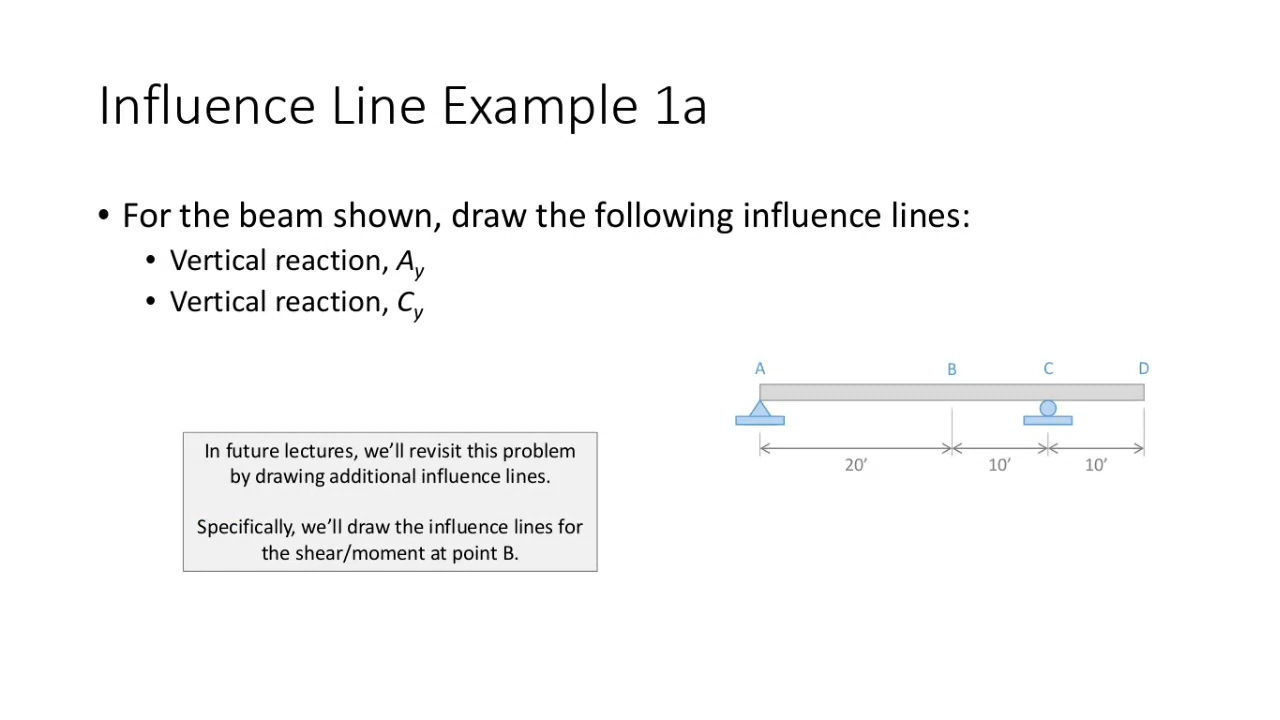 Influence Line Example 1a
• For the beam shown, draw the following influence lines:
• Vertical reaction, Ay
• Vertical reaction, Cy
A B C D
20′ 10′ 10′
In future lectures, we’ll revisit this problem
by drawing additional influence lines.
Specifically, we’ll draw the influence lines for
the shear/moment at point B.